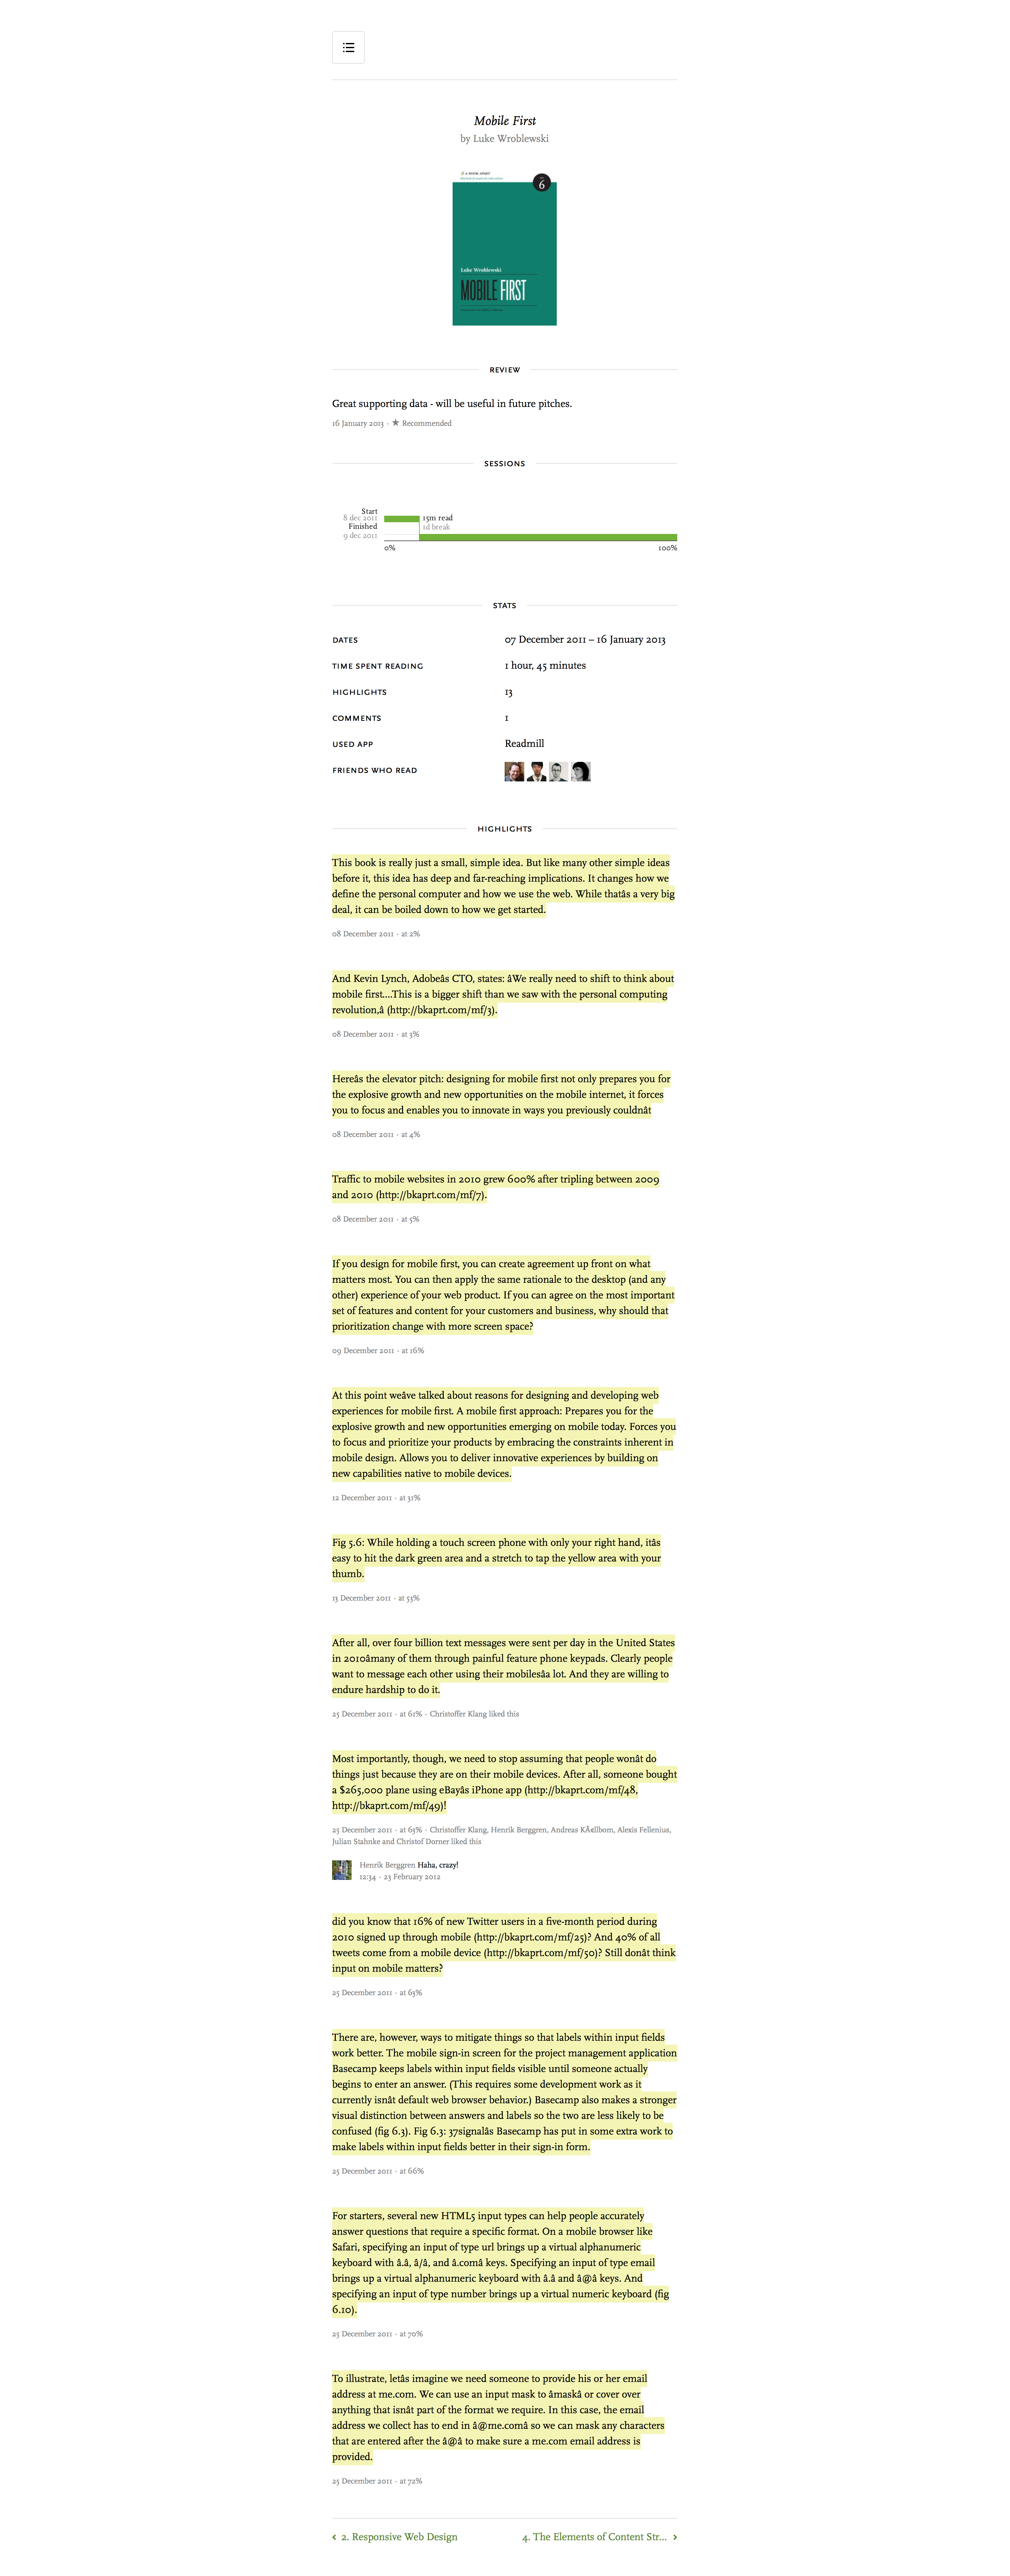 Mobile First
by Luke Wroblewski
A BOOK APART
6
Luke Wroblewski
MOBILE FIRST
REVIEW
Great supporting data - will be useful in future pitches.
16 January 2013 · ★ Recommended
SESSIONS
Start
8 dec 2011
15m read
Finished
1d break
9 dec 2011
0%
100%
STATS
DATES 07 December 2011 – 16 January 2013
TIME SPENT READING 1 hour, 45 minutes
HIGHLIGHTS 13
COMMENTS 1
USED APP Readmill
FRIENDS WHO READ
HIGHLIGHTS
This book is really just a small, simple idea. But like many other simple ideas
before it, this idea has deep and far-reaching implications. It changes how we
define the personal computer and how we use the web. While thatâs a very big
deal, it can be boiled down to how we get started.
08 December 2011 · at 2%
And Kevin Lynch, Adobeâs CTO, states: âWe really need to shift to think about
mobile first....This is a bigger shift than we saw with the personal computing
revolution,â (http://bkaprt.com/mf/3).
08 December 2011 · at 3%
Hereâs the elevator pitch: designing for mobile first not only prepares you for
the explosive growth and new opportunities on the mobile internet, it forces
you to focus and enables you to innovate in ways you previously couldnât
08 December 2011 · at 4%
Traffic to mobile websites in 2010 grew 600% after tripling between 2009
and 2010 (http://bkaprt.com/mf/7).
08 December 2011 · at 5%
If you design for mobile first, you can create agreement up front on what
matters most. You can then apply the same rationale to the desktop (and any
other) experience of your web product. If you can agree on the most important
set of features and content for your customers and business, why should that
prioritization change with more screen space?
09 December 2011 · at 16%
At this point weâve talked about reasons for designing and developing web
experiences for mobile first. A mobile first approach: Prepares you for the
explosive growth and new opportunities emerging on mobile today. Forces you
to focus and prioritize your products by embracing the constraints inherent in
mobile design. Allows you to deliver innovative experiences by building on
new capabilities native to mobile devices.
12 December 2011 · at 31%
Fig 5.6: While holding a touch screen phone with only your right hand, itâs
easy to hit the dark green area and a stretch to tap the yellow area with your
thumb.
13 December 2011 · at 53%
After all, over four billion text messages were sent per day in the United States
in 2010âmany of them through painful feature phone keypads. Clearly people
want to message each other using their mobilesâa lot. And they are willing to
endure hardship to do it.
25 December 2011 · at 61% · Christoffer Klang liked this
Most importantly, though, we need to stop assuming that people wonât do
things just because they are on their mobile devices. After all, someone bought
a $265,000 plane using eBayâs iPhone app (http://bkaprt.com/mf/48,
http://bkaprt.com/mf/49)!
25 December 2011 · at 63% · Christoffer Klang, Henrik Berggren, Andreas KÃ¤llbom, Alexis Fellenius,
Julian Stahnke and Christof Dorner liked this
Henrik Berggren Haha, crazy!
12:34 · 23 February 2012
did you know that 16% of new Twitter users in a five-month period during
2010 signed up through mobile (http://bkaprt.com/mf/25)? And 40% of all
tweets come from a mobile device (http://bkaprt.com/mf/50)? Still donât think
input on mobile matters?
25 December 2011 · at 63%
There are, however, ways to mitigate things so that labels within input fields
work better. The mobile sign-in screen for the project management application
Basecamp keeps labels within input fields visible until someone actually
begins to enter an answer. (This requires some development work as it
currently isnât default web browser behavior.) Basecamp also makes a stronger
visual distinction between answers and labels so the two are less likely to be
confused (fig 6.3). Fig 6.3: 37signalâs Basecamp has put in some extra work to
make labels within input fields better in their sign-in form.
25 December 2011 · at 66%
For starters, several new HTML5 input types can help people accurately
answer questions that require a specific format. On a mobile browser like
Safari, specifying an input of type url brings up a virtual alphanumeric
keyboard with â.â, â/â, and â.comâ keys. Specifying an input of type email
brings up a virtual alphanumeric keyboard with â.â and â@â keys. And
specifying an input of type number brings up a virtual numeric keyboard (fig
6.10).
25 December 2011 · at 70%
To illustrate, letâs imagine we need someone to provide his or her email
address at me.com. We can use an input mask to âmaskâ or cover over
anything that isnât part of the format we require. In this case, the email
address we collect has to end in â@me.comâ so we can mask any characters
that are entered after the â@â to make sure a me.com email address is
provided.
25 December 2011 · at 72%
‹ 2. Responsive Web Design
4. The Elements of Content Str... ›